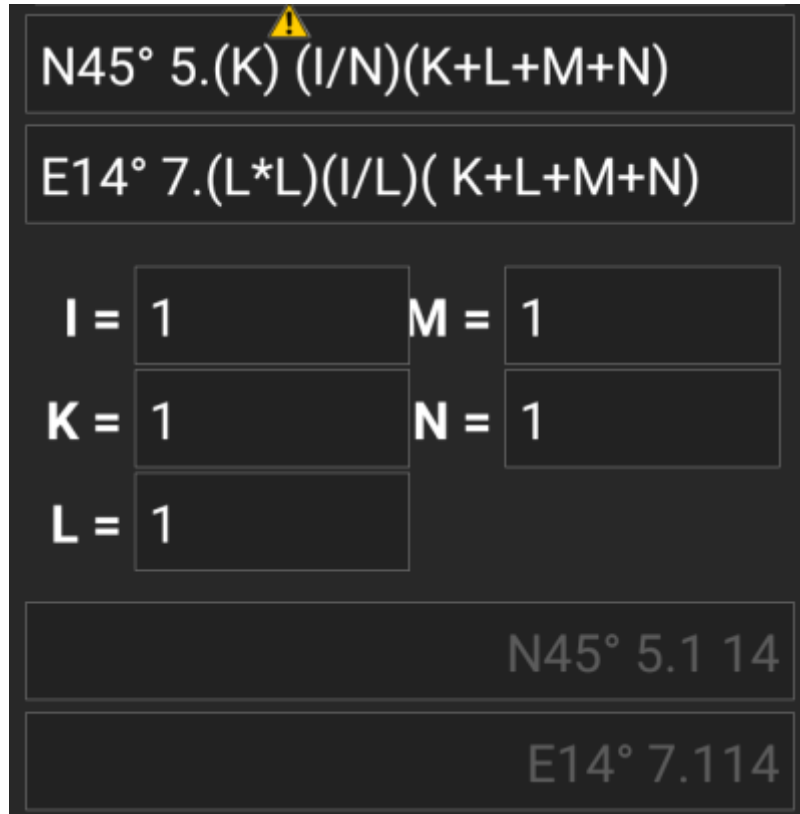 N45° 5.(K) (I/N)(K+L+M+N)
E14° 7.(L*L)(I/L)( K+L+M+N)
I = 1 M = 1
K = 1 N = 1
L = 1
N45° 5.1 14
E14° 7.114